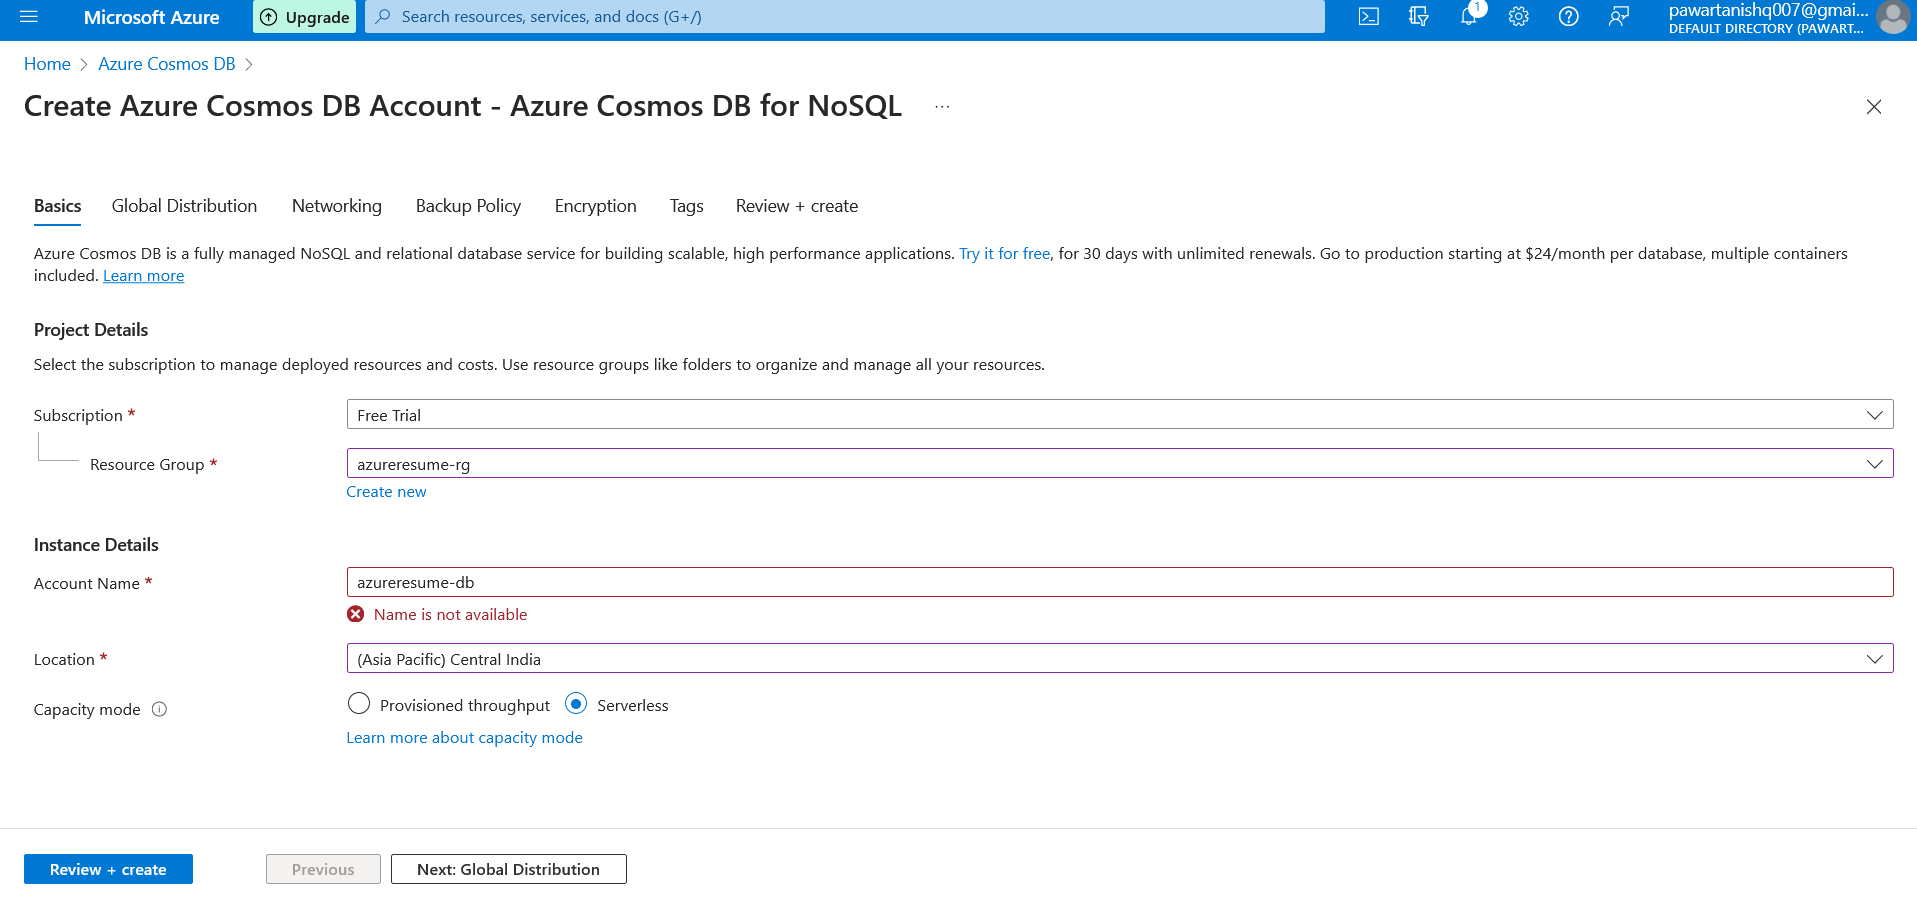 Microsoft Azure
Upgrade
Search resources, services, and docs (G+/)
1
pawartanishq007@gmai...
DEFAULT DIRECTORY (PAWART...
Home > Azure Cosmos DB >
Create Azure Cosmos DB Account - Azure Cosmos DB for NoSQL ...
Basics Global Distribution Networking Backup Policy Encryption Tags Review + create
Azure Cosmos DB is a fully managed NoSQL and relational database service for building scalable, high performance applications. Try it for free, for 30 days with unlimited renewals. Go to production starting at $24/month per database, multiple containers
included. Learn more
Project Details
Select the subscription to manage deployed resources and costs. Use resource groups like folders to organize and manage all your resources.
Subscription *
Free Trial
Resource Group *
azureresume-rg
Create new
Instance Details
Account Name *
azureresume-db
Name is not available
Location *
(Asia Pacific) Central India
Capacity mode
Provisioned throughput
Serverless
Learn more about capacity mode
Review + create
Previous
Next: Global Distribution